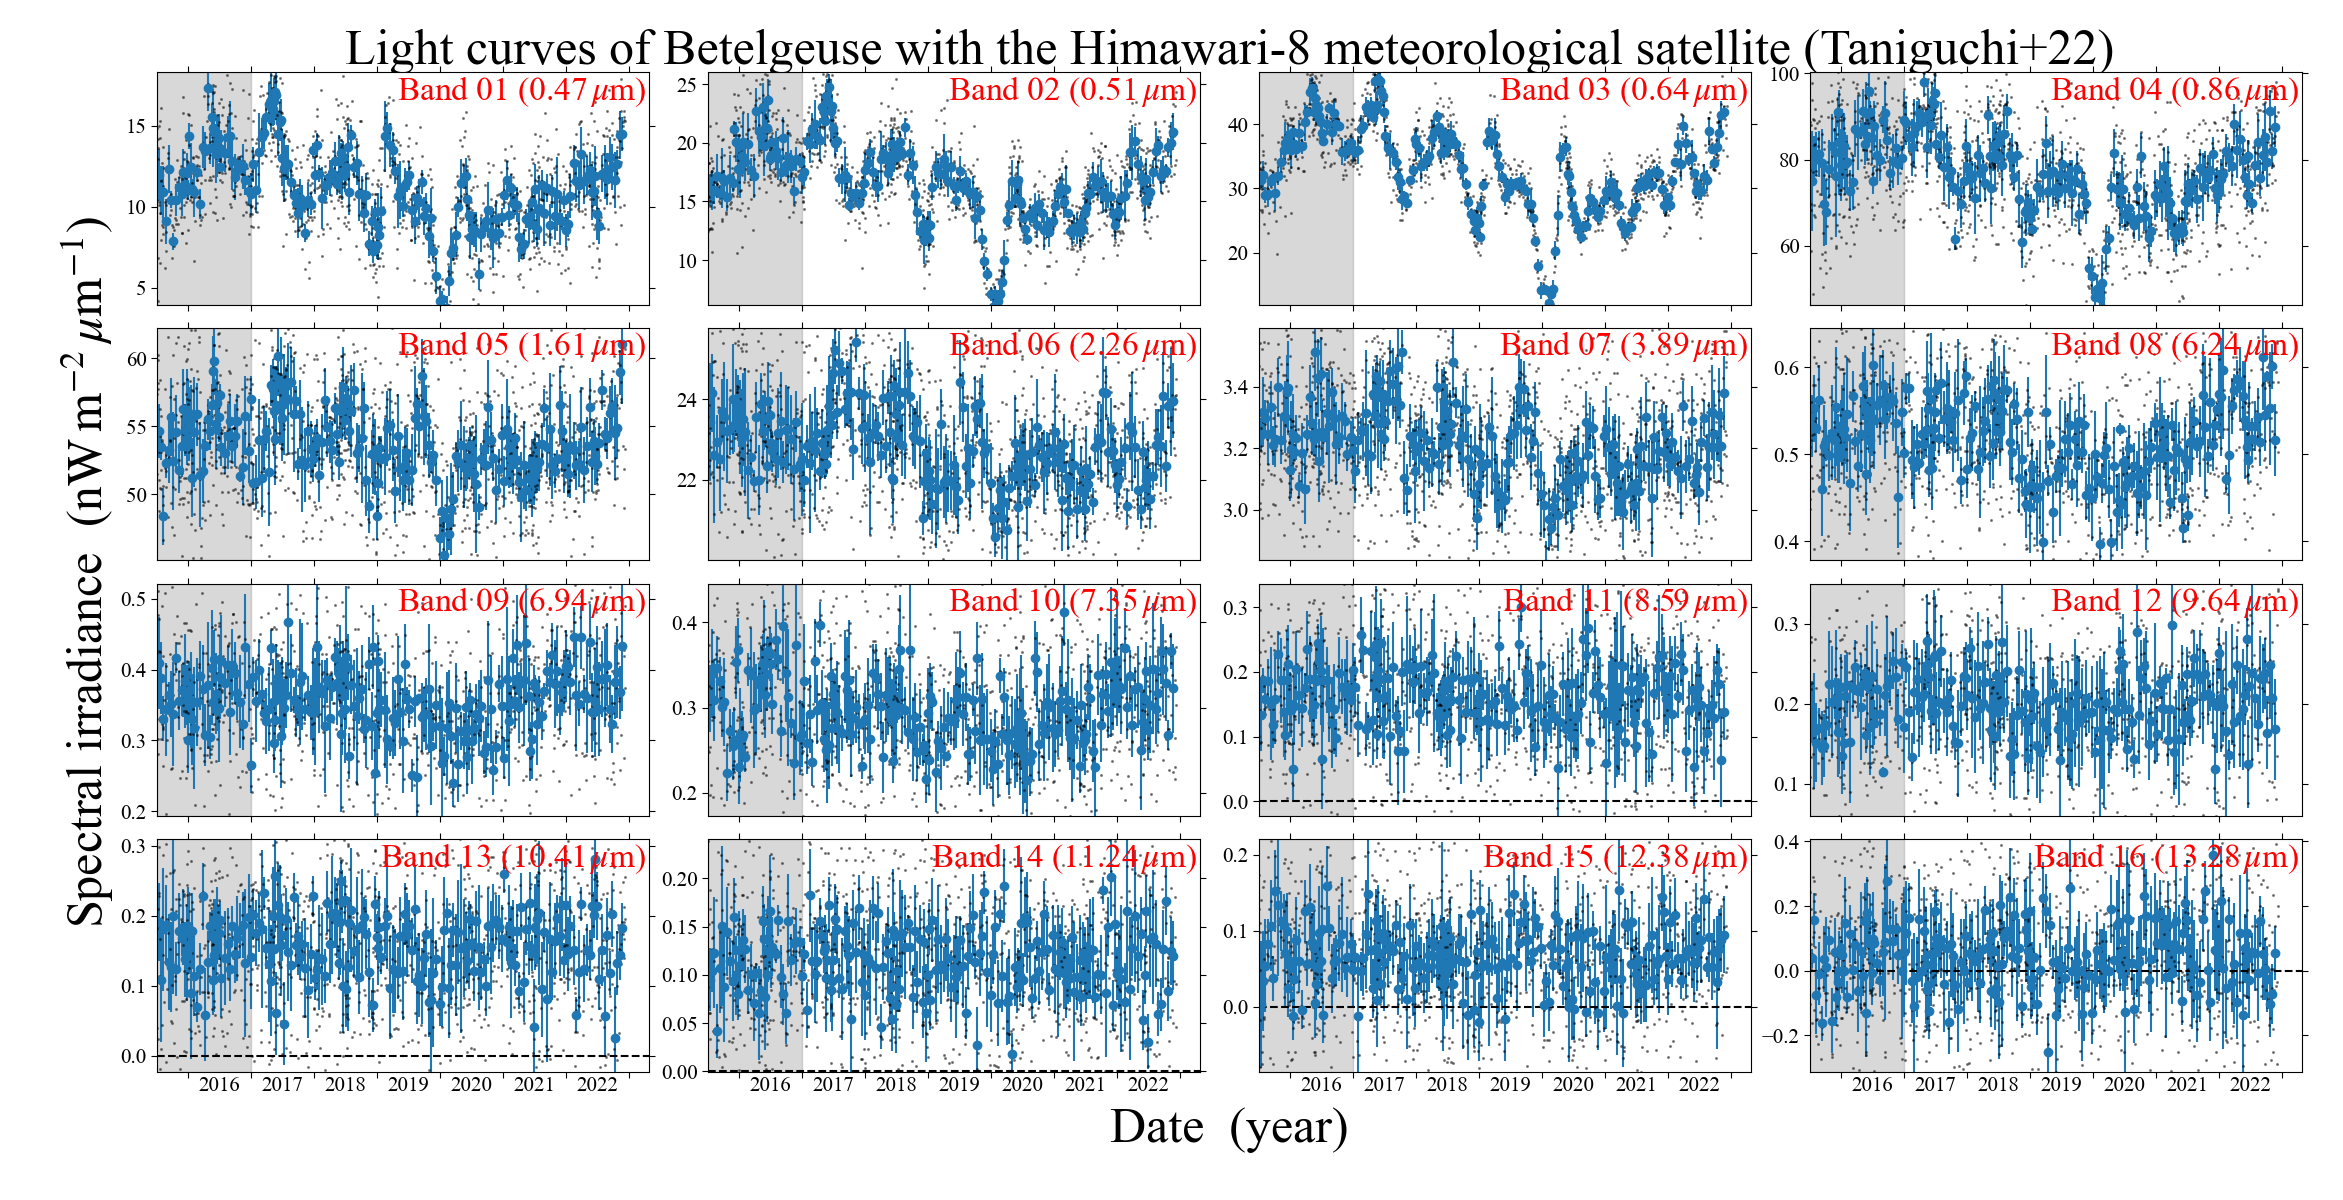 Light curves of Betelgeuse with the Himawari-8 meteorological satellite (Taniguchi+22)
Spectral irradiance (nW m−2 μm−1)
Band 01 (0.47 μm)
15
10
5
Band 02 (0.51 μm)
25
20
15
10
Band 03 (0.64 μm)
40
30
20
Band 04 (0.86 μm)
100
80
60
Band 05 (1.61 μm)
60
55
50
Band 06 (2.26 μm)
24
22
Band 07 (3.89 μm)
3.4
3.2
3.0
Band 08 (6.24 μm)
0.6
0.5
0.4
Band 09 (6.94 μm)
0.5
0.4
0.3
0.2
Band 10 (7.35 μm)
0.4
0.3
0.2
Band 11 (8.59 μm)
0.3
0.2
0.1
0.0
Band 12 (9.64 μm)
0.3
0.2
0.1
Band 13 (10.41 μm)
0.3
0.2
0.1
0.0
2016 2017 2018 2019 2020 2021 2022
Band 14 (11.24 μm)
0.20
0.15
0.10
0.05
0.00
2016 2017 2018 2019 2020 2021 2022
Band 15 (12.38 μm)
0.2
0.1
0.0
2016 2017 2018 2019 2020 2021 2022
Band 16 (13.28 μm)
0.4
0.2
0.0
−0.2
2016 2017 2018 2019 2020 2021 2022
Date (year)